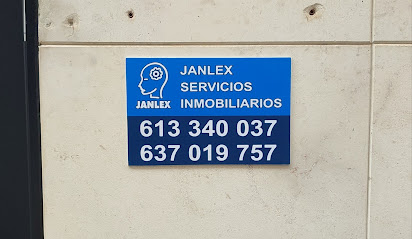 JANLEX
JANLEX
SERVICIOS
INMOBILIARIOS
613 340 037
637 019 757